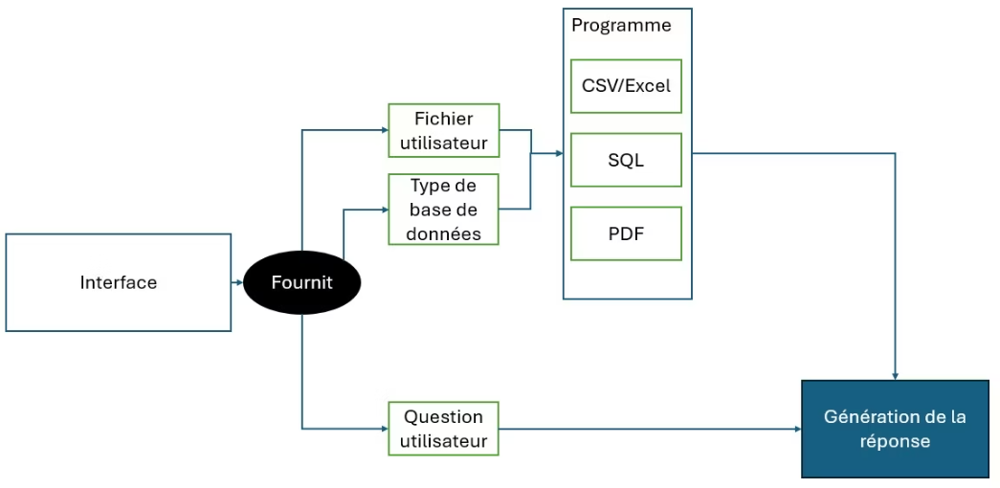 Programme
CSV/Excel
SQL
PDF
Fichier
utilisateur
Type de
base de
données
Interface
Fournit
Question
utilisateur
Génération de la
réponse